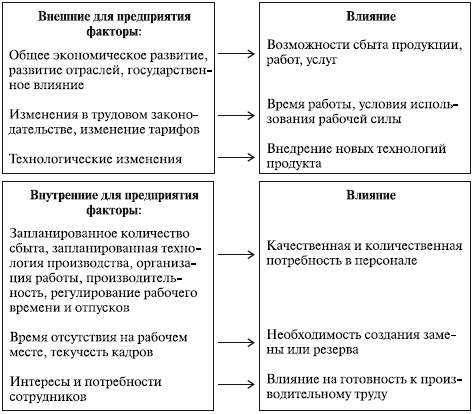 Внешние для предприятия
факторы:
Общее экономическое развитие,
развитие отраслей, государствен-
ное влияние
Изменения в трудовом законо-
дательстве, изменение тарифов
Технологические изменения
Влияние
Возможности сбыта продукции,
работ, услуг
Время работы, условия исполь-
зования рабочей силы
Внедрение новых технологий
продукта
Внутренние для предприятия
факторы:
Запланированное количество
сбыта, запланированная техно-
логия производства, организа-
ция работы, производитель-
ность, регулирование рабочего
времени и отпусков
Время отсутствия на рабочем
месте, текучесть кадров
Интересы и потребности
сотрудников
Влияние
Качественная и количественная
потребность в персонале
Необходимость создания заме-
ны или резерва
Влияние на готовность к произ-
водительному труду